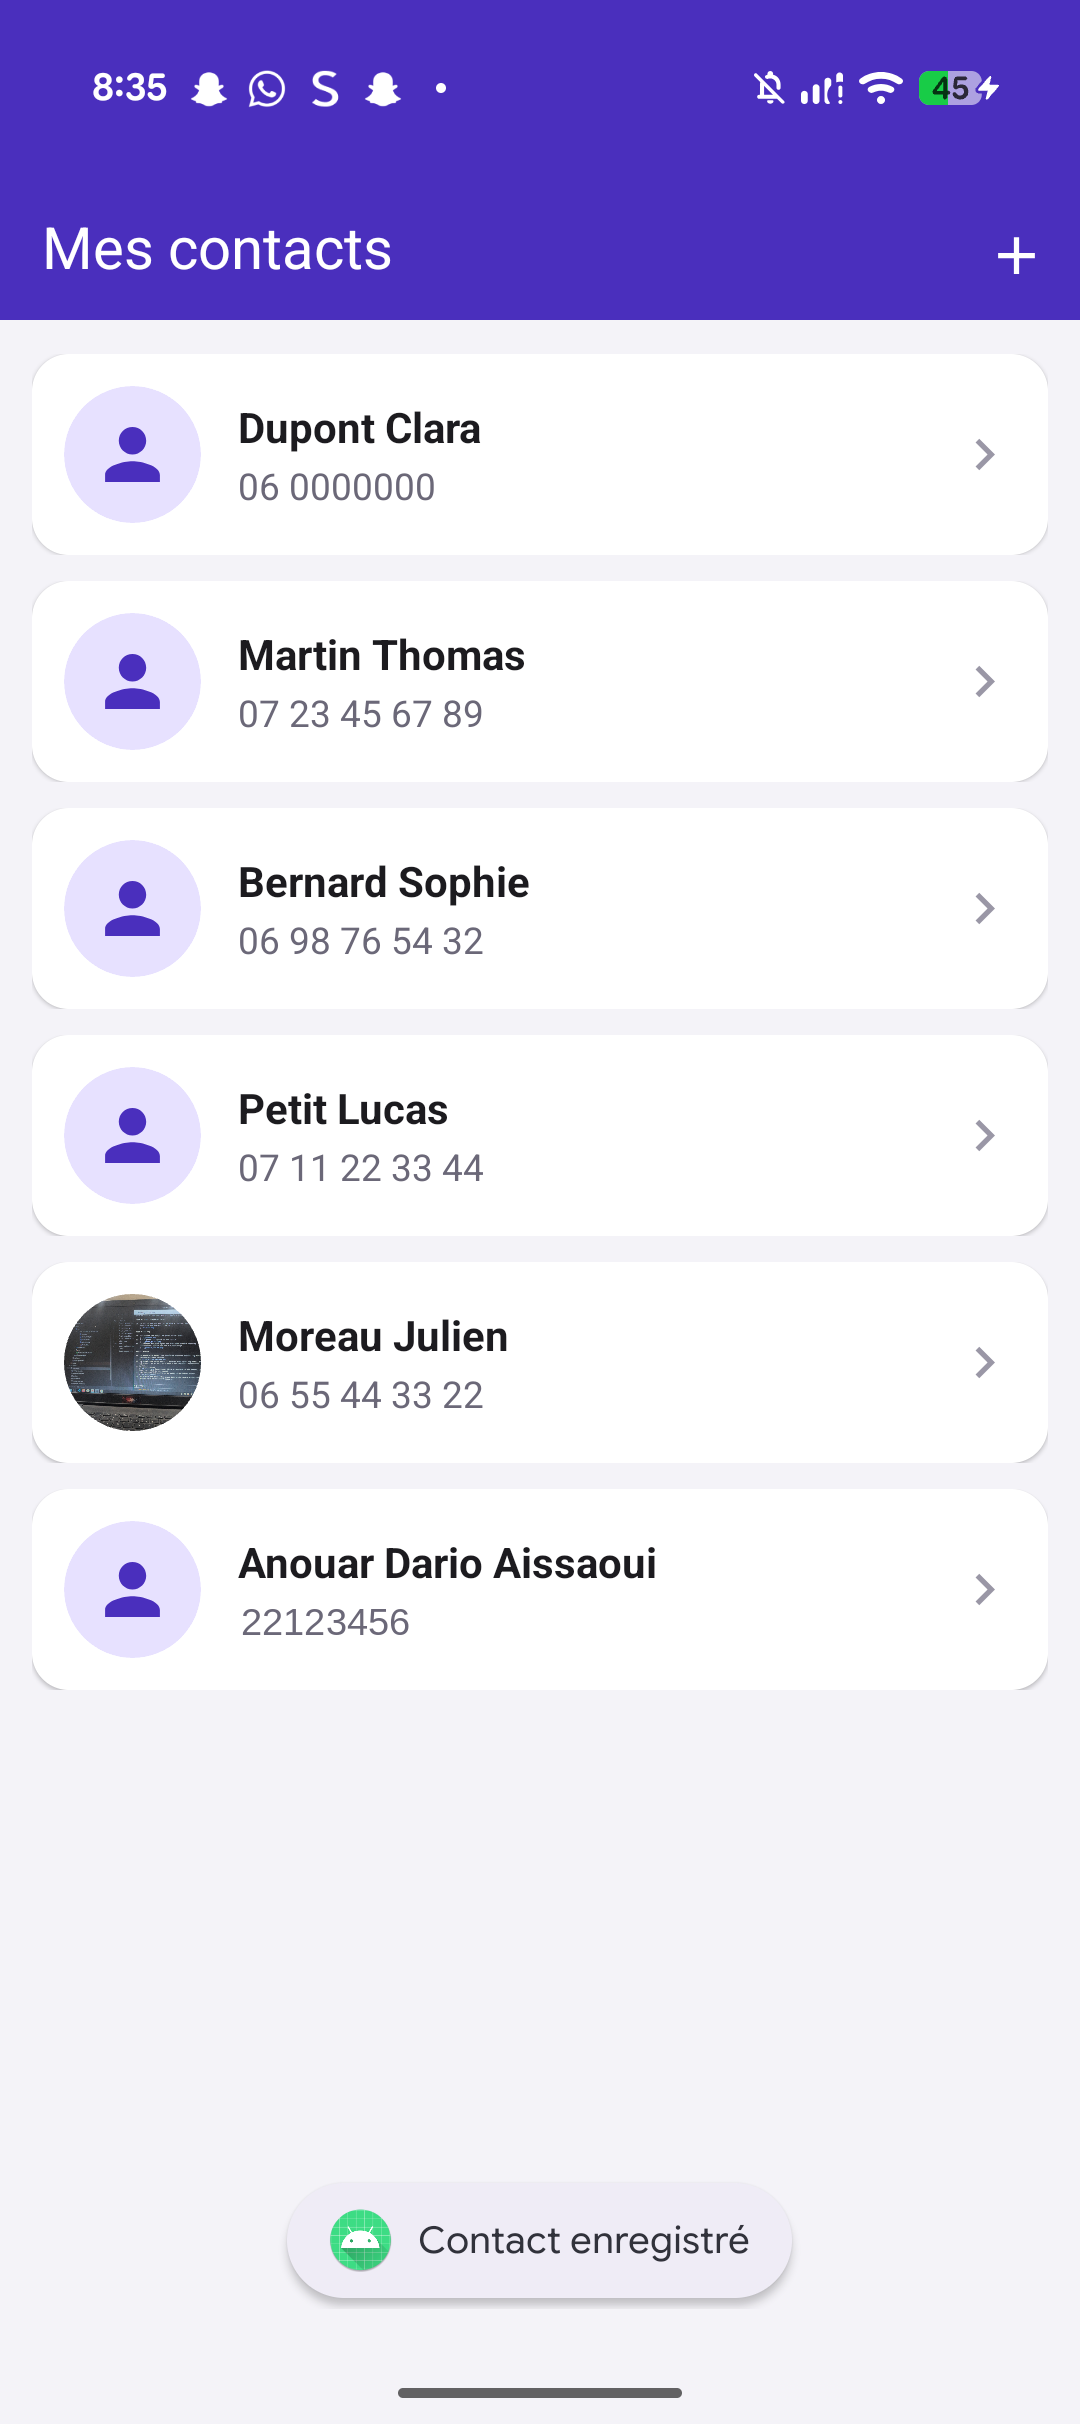 8:35
45
Mes contacts
Dupont Clara
06 0000000
Martin Thomas
07 23 45 67 89
Bernard Sophie
06 98 76 54 32
Petit Lucas
07 11 22 33 44
Moreau Julien
06 55 44 33 22
Anouar Dario Aissaoui
22123456
Contact enregistré